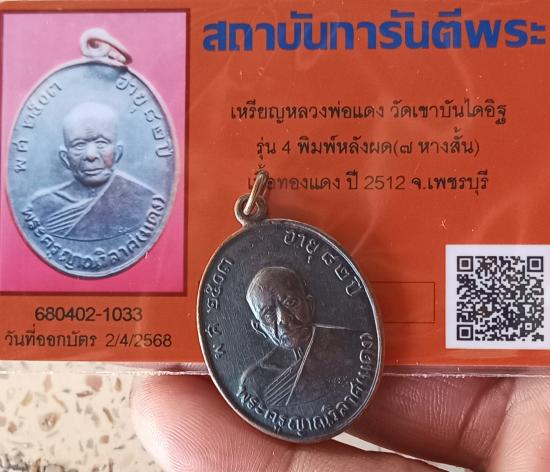 สถาบันการันตีพระ
เหรียญหลวงพ่อแดง วัดเขาบันไดอิฐ
รุ่น 4 พิมพ์หลังผด(๗ หางสั้น)
เนื้อทองแดง ปี 2512 จ.เพชรบุรี
พ ศ ๒๕๐๓ อายุ ๘๒ ปี
พระครูญาณวิลาศ(แดง)
680402-1033
วันที่ออกบัตร 2/4/2568
พ ศ ๒๕๐๓ อายุ ๘๒ ปี
พระครูญาณวิลาศ(แดง)